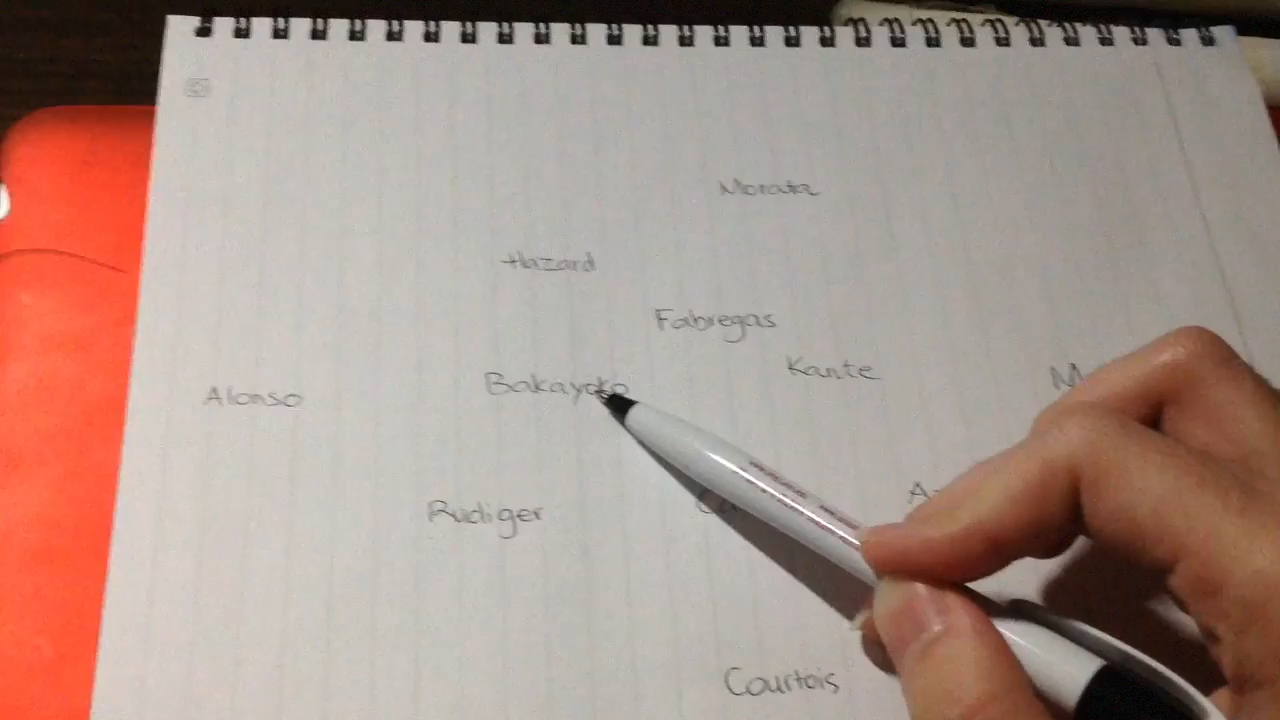 Morata
Hazard
Fabregas
Kante
Bakayoko
Alonso
Rudiger
Courtois